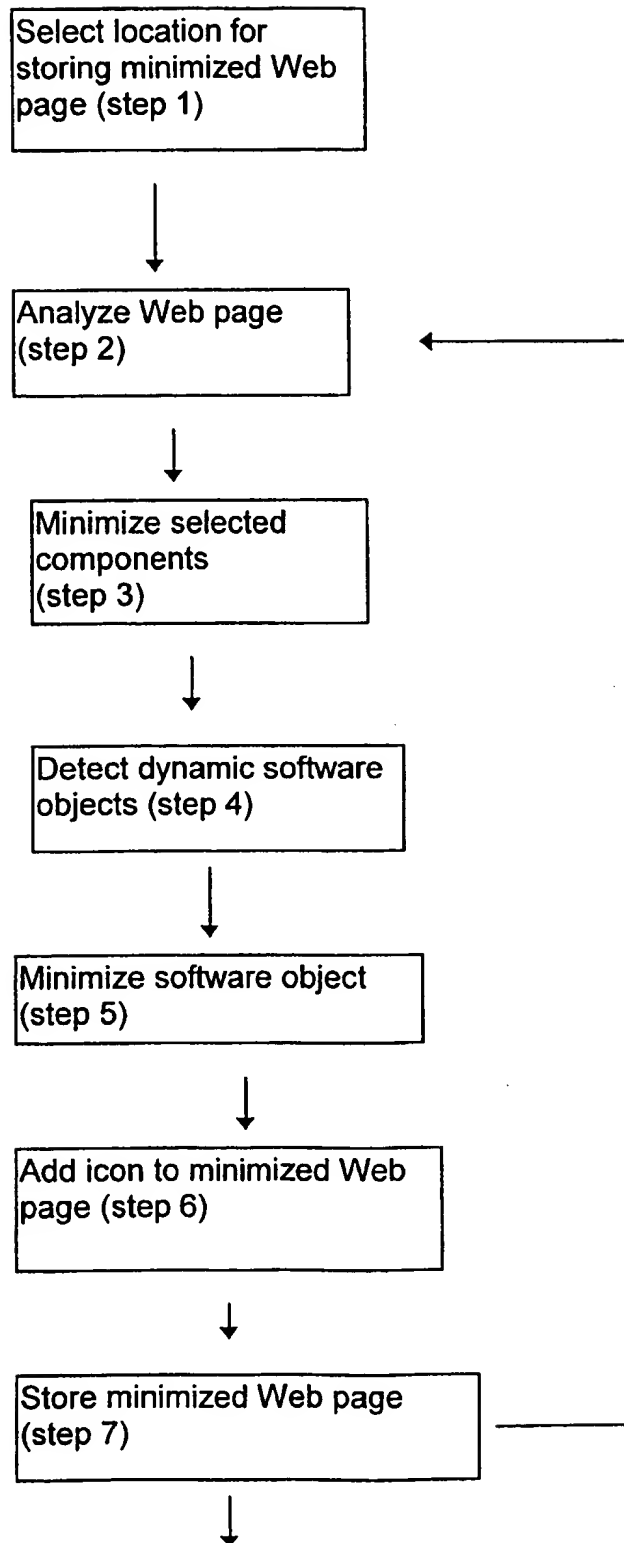 Select location for
storing minimized Web
page (step 1)
Analyze Web page
(step 2)
Minimize selected
components
(step 3)
Detect dynamic software
objects (step 4)
Minimize software object
(step 5)
Add icon to minimized Web
page (step 6)
Store minimized Web page
(step 7)